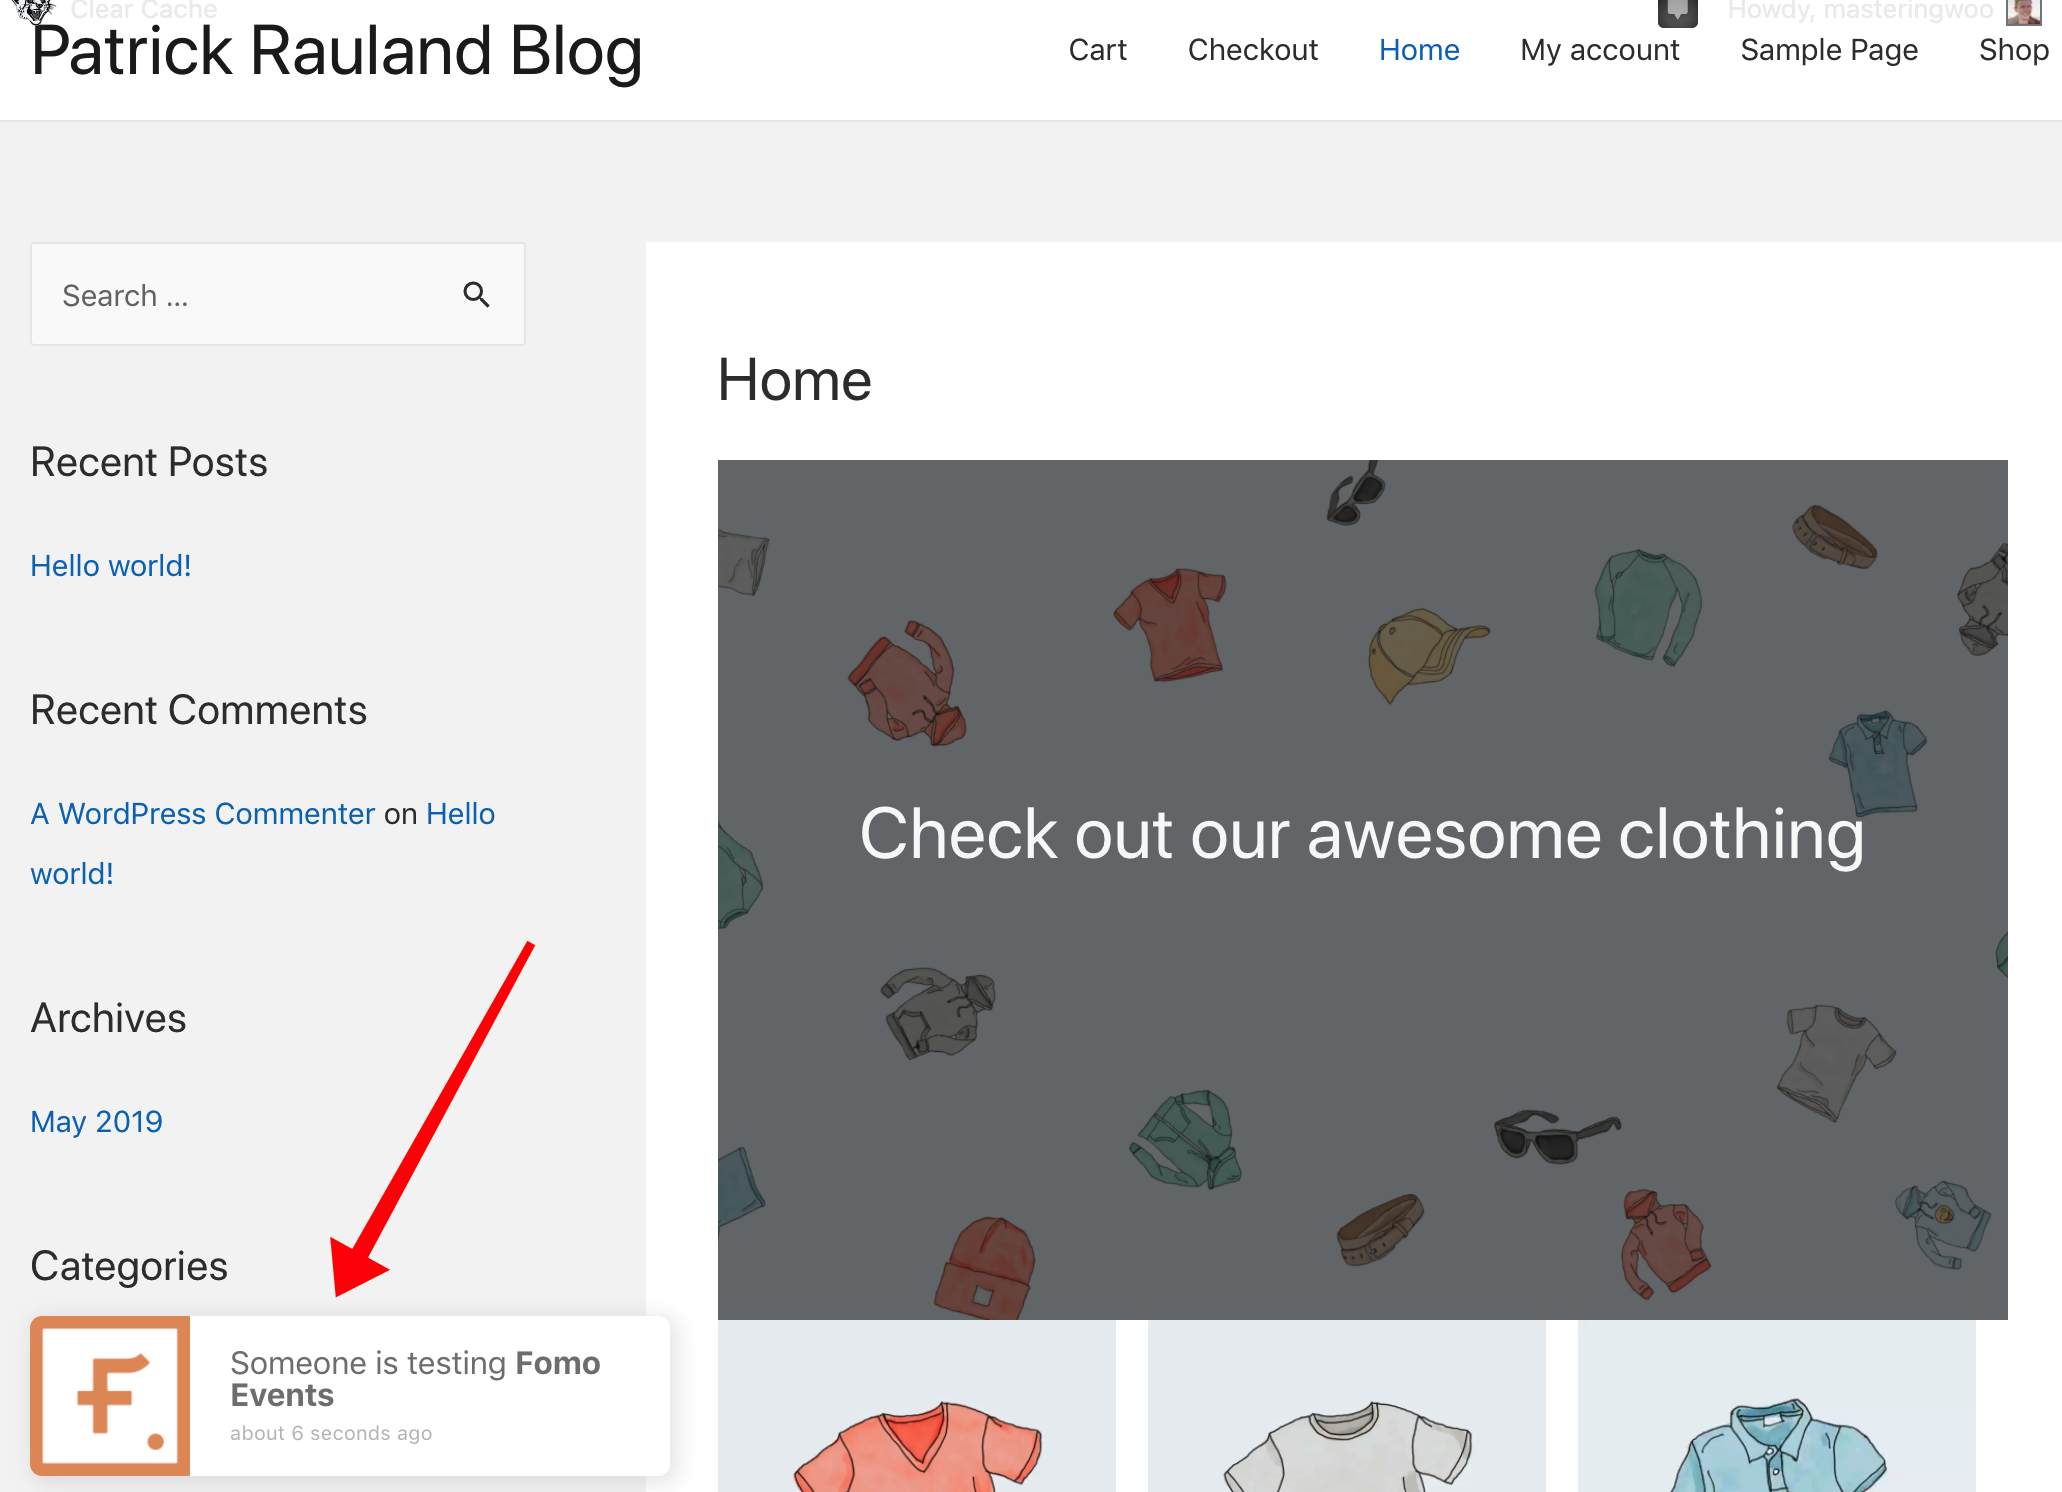 Clear Cache
Howdy, masteringwoo
Patrick Rauland Blog
Cart
Checkout
Home
My account
Sample Page
Shop
Search ...
Recent Posts
Hello world!
Recent Comments
A WordPress Commenter on Hello
world!
Archives
May 2019
Categories
F.
Someone is testing Fomo
Events
about 6 seconds ago
Home
Check out our awesome clothing